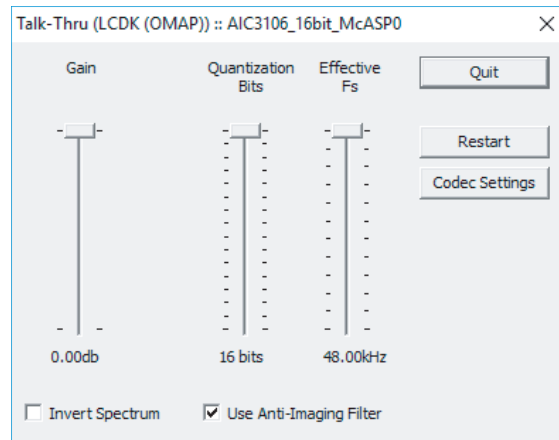 Talk-Thru (LCDK (OMAP)) :: AIC3106_16bit_McASP0
Gain
Quantization
Bits
Effective
Fs
Quit
Restart
Codec Settings
0.00db
16 bits
48.00kHz
Invert Spectrum
Use Anti-Imaging Filter